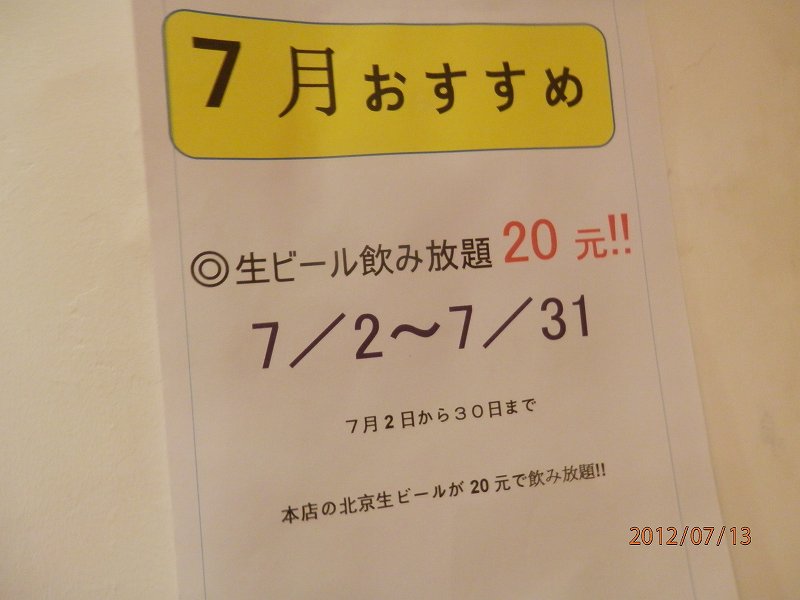 7月おすすめ
◎生ビール飲み放題 20 元!!
7／2～7／31
７月２日から３０日まで
本店の北京生ビールが 20 元で飲み放題!!
2012/07/13